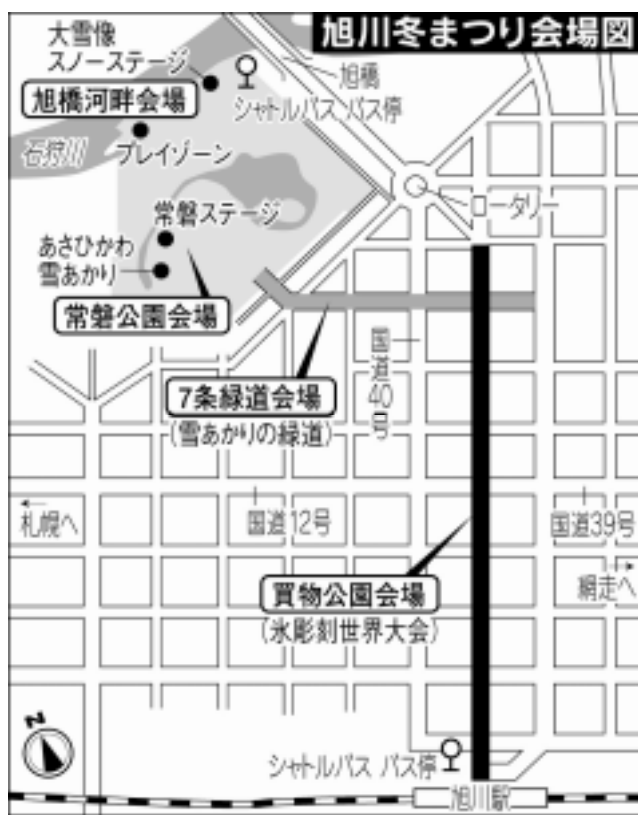 旭川冬まつり会場図
大雪像
スノーステージ
旭橋
旭橋河畔会場
シャトルバス バス停
石狩川
プレイゾーン
ロータリー
常磐ステージ
あさひかわ
雪あかり
常磐公園会場
国道40号
7条緑道会場
(雪あかりの緑道)
札幌へ
国道12号
国道39号
網走へ
買物公園会場
(氷彫刻世界大会)
N
シャトルバス バス停
旭川駅